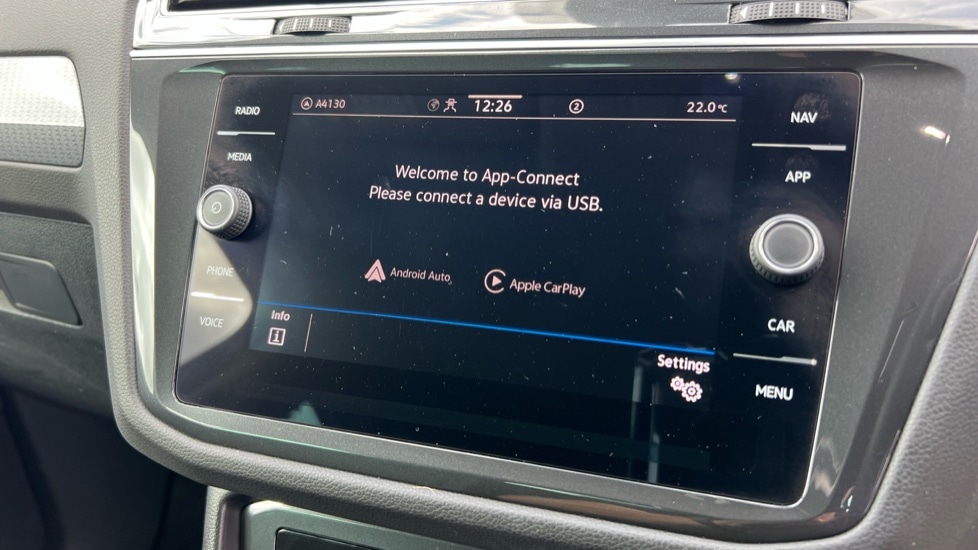 RADIO
MEDIA
PHONE
VOICE
A4130
12:26
2
22.0°C
Welcome to App-Connect
Please connect a device via USB.
Android Auto
Apple CarPlay
Info
i
Settings
NAV
APP
CAR
MENU